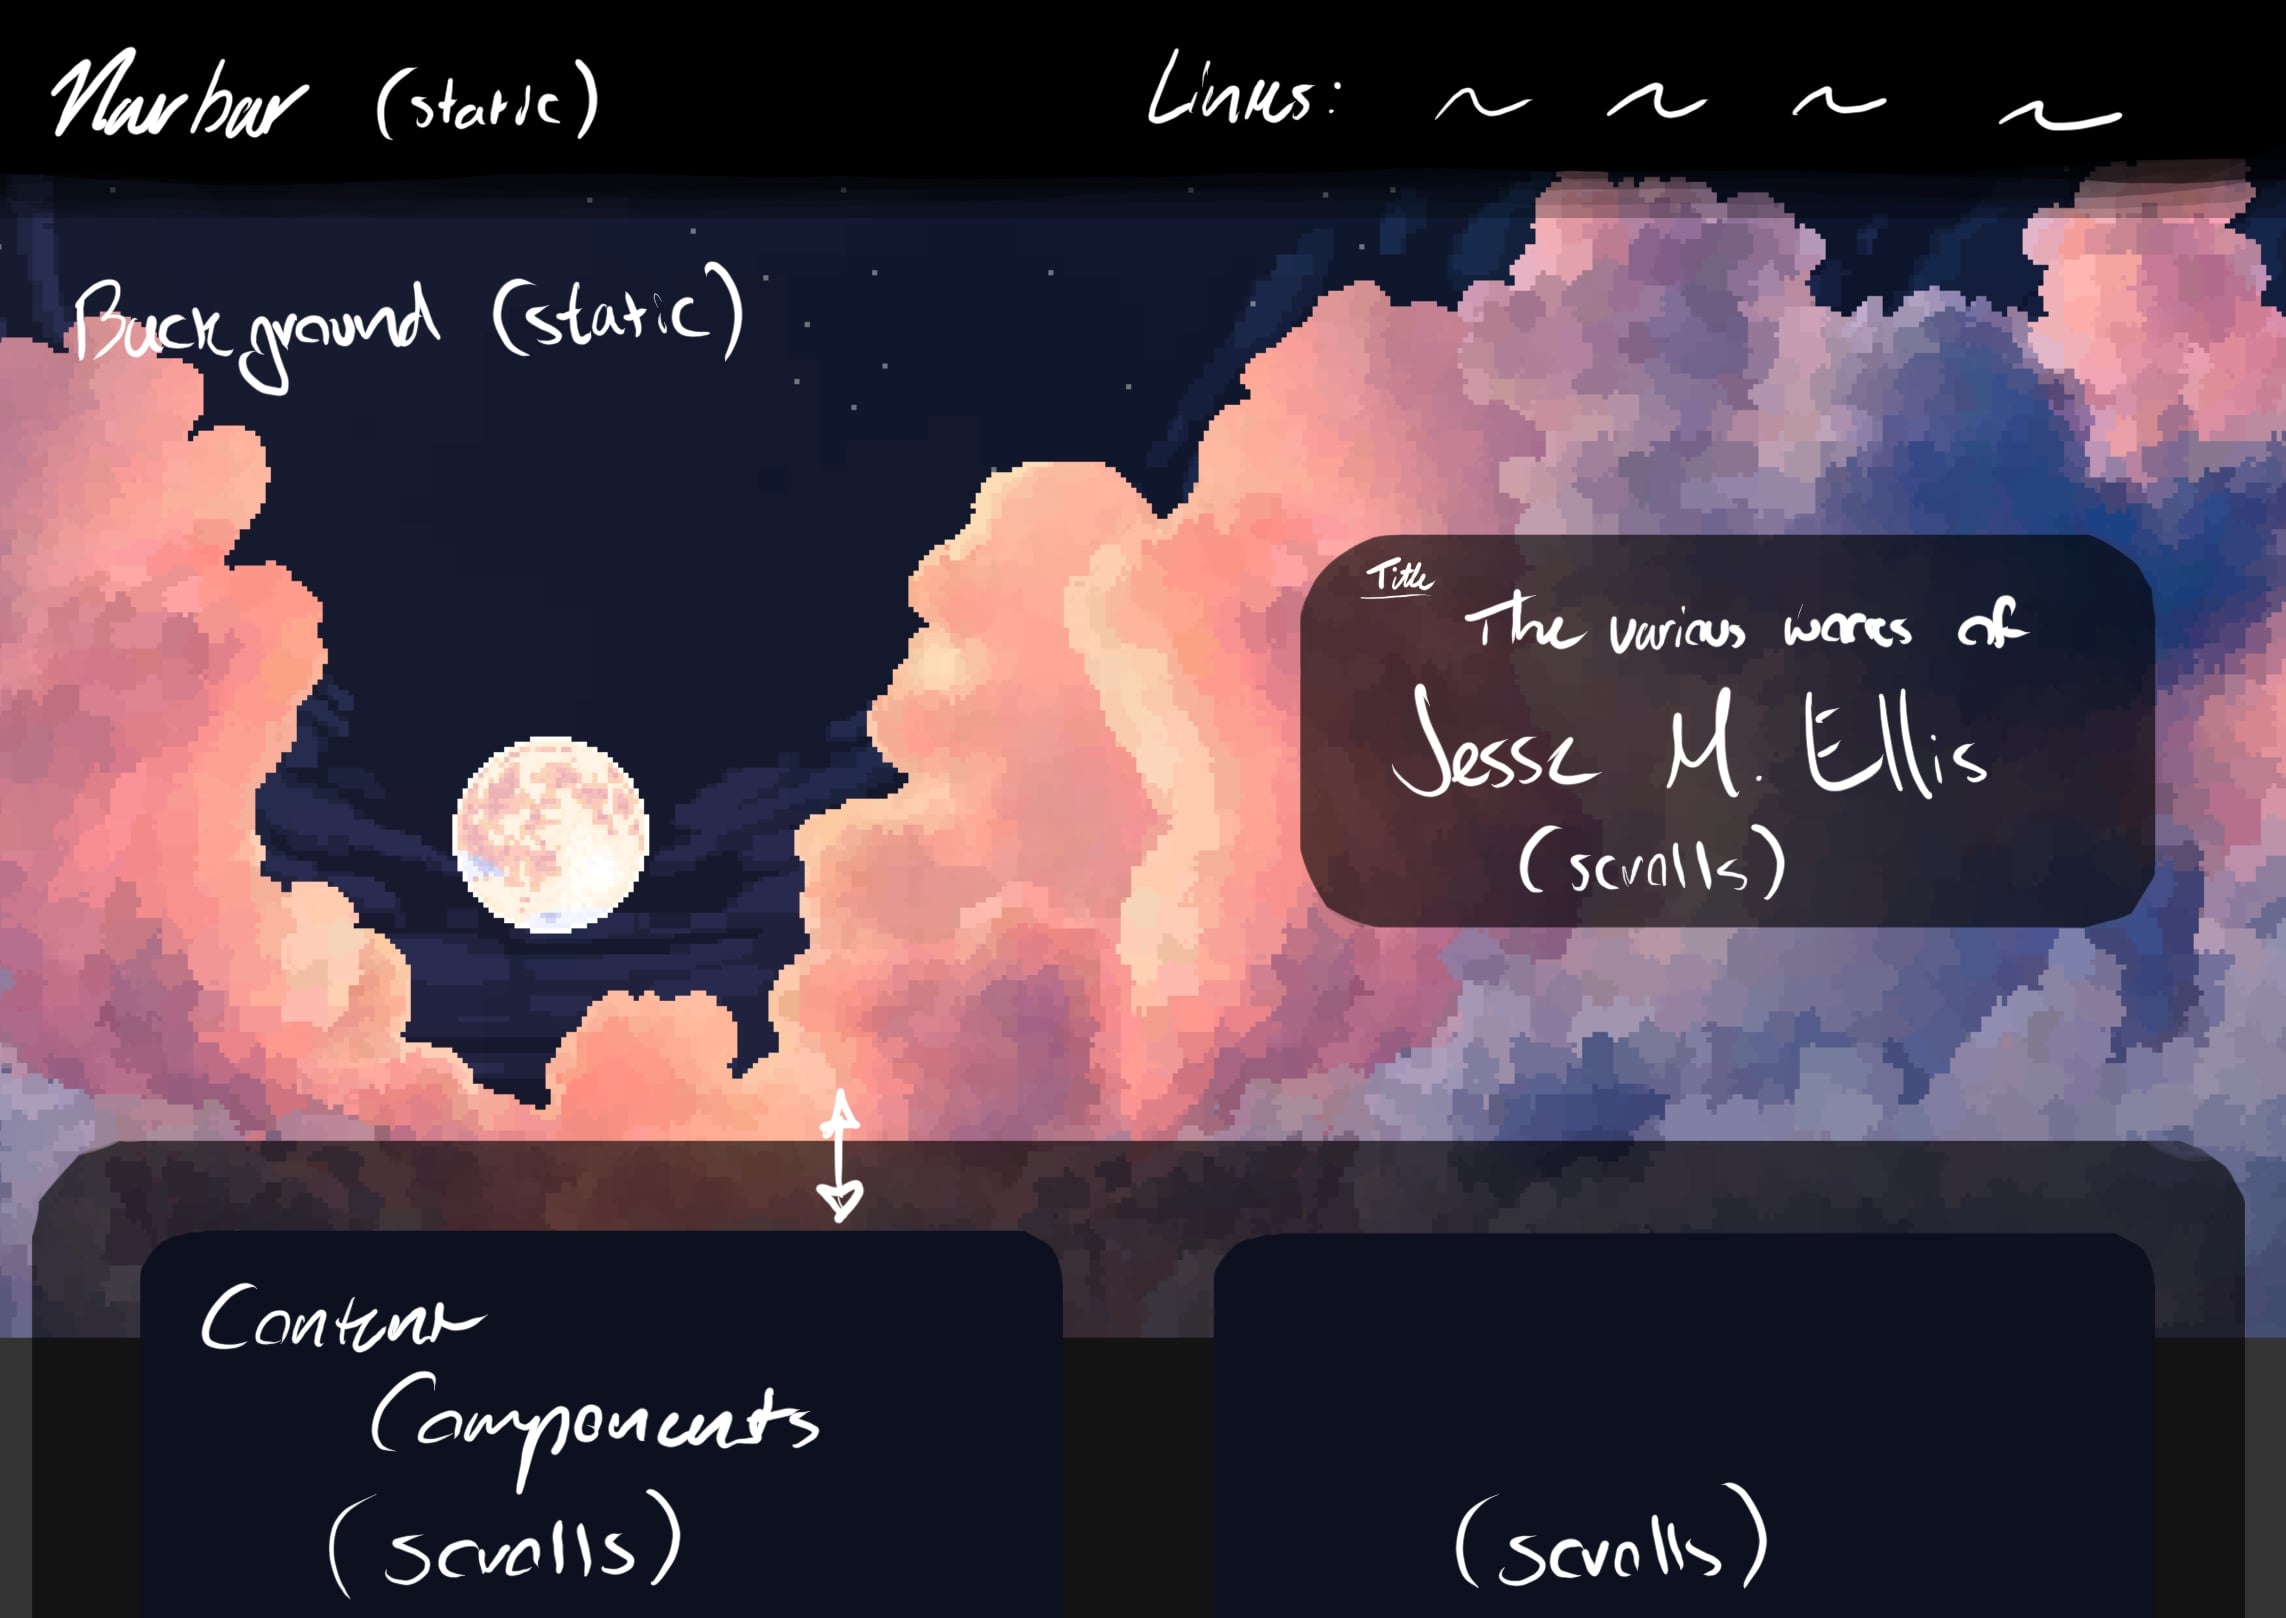 Navbar (static)
Links:
Background (static)
Title
The various works of
Jesse M. Ellis
(scrolls)
Content
Components
(scrolls)
(scrolls)